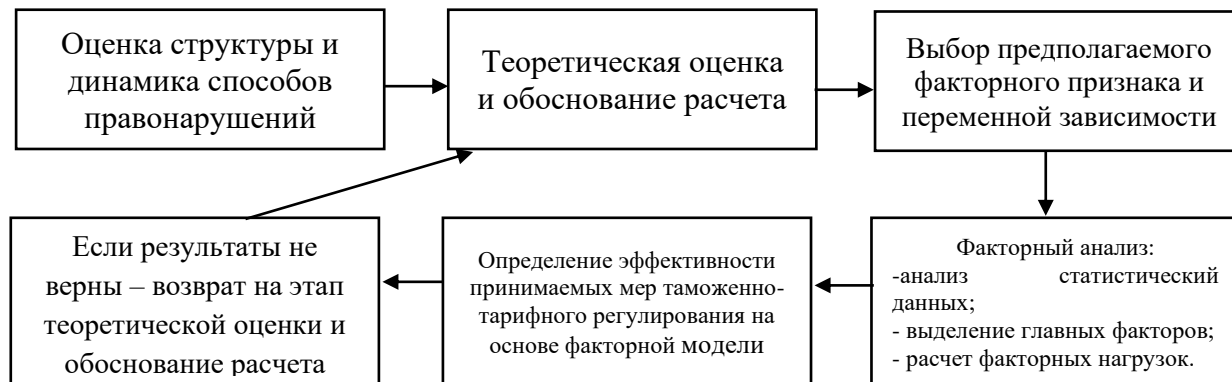 Оценка структуры и
динамика способов
правонарушений
Теоретическая оценка
и обоснование расчета
Выбор предполагаемого
факторного признака и
переменной зависимости
Если результаты не
верны – возврат на этап
теоретической оценки и
обоснование расчета
Определение эффективности
принимаемых мер таможенно-
тарифного регулирования на
основе факторной модели
Факторный анализ:
-анализ статистический
данных;
- выделение главных факторов;
- расчет факторных нагрузок.